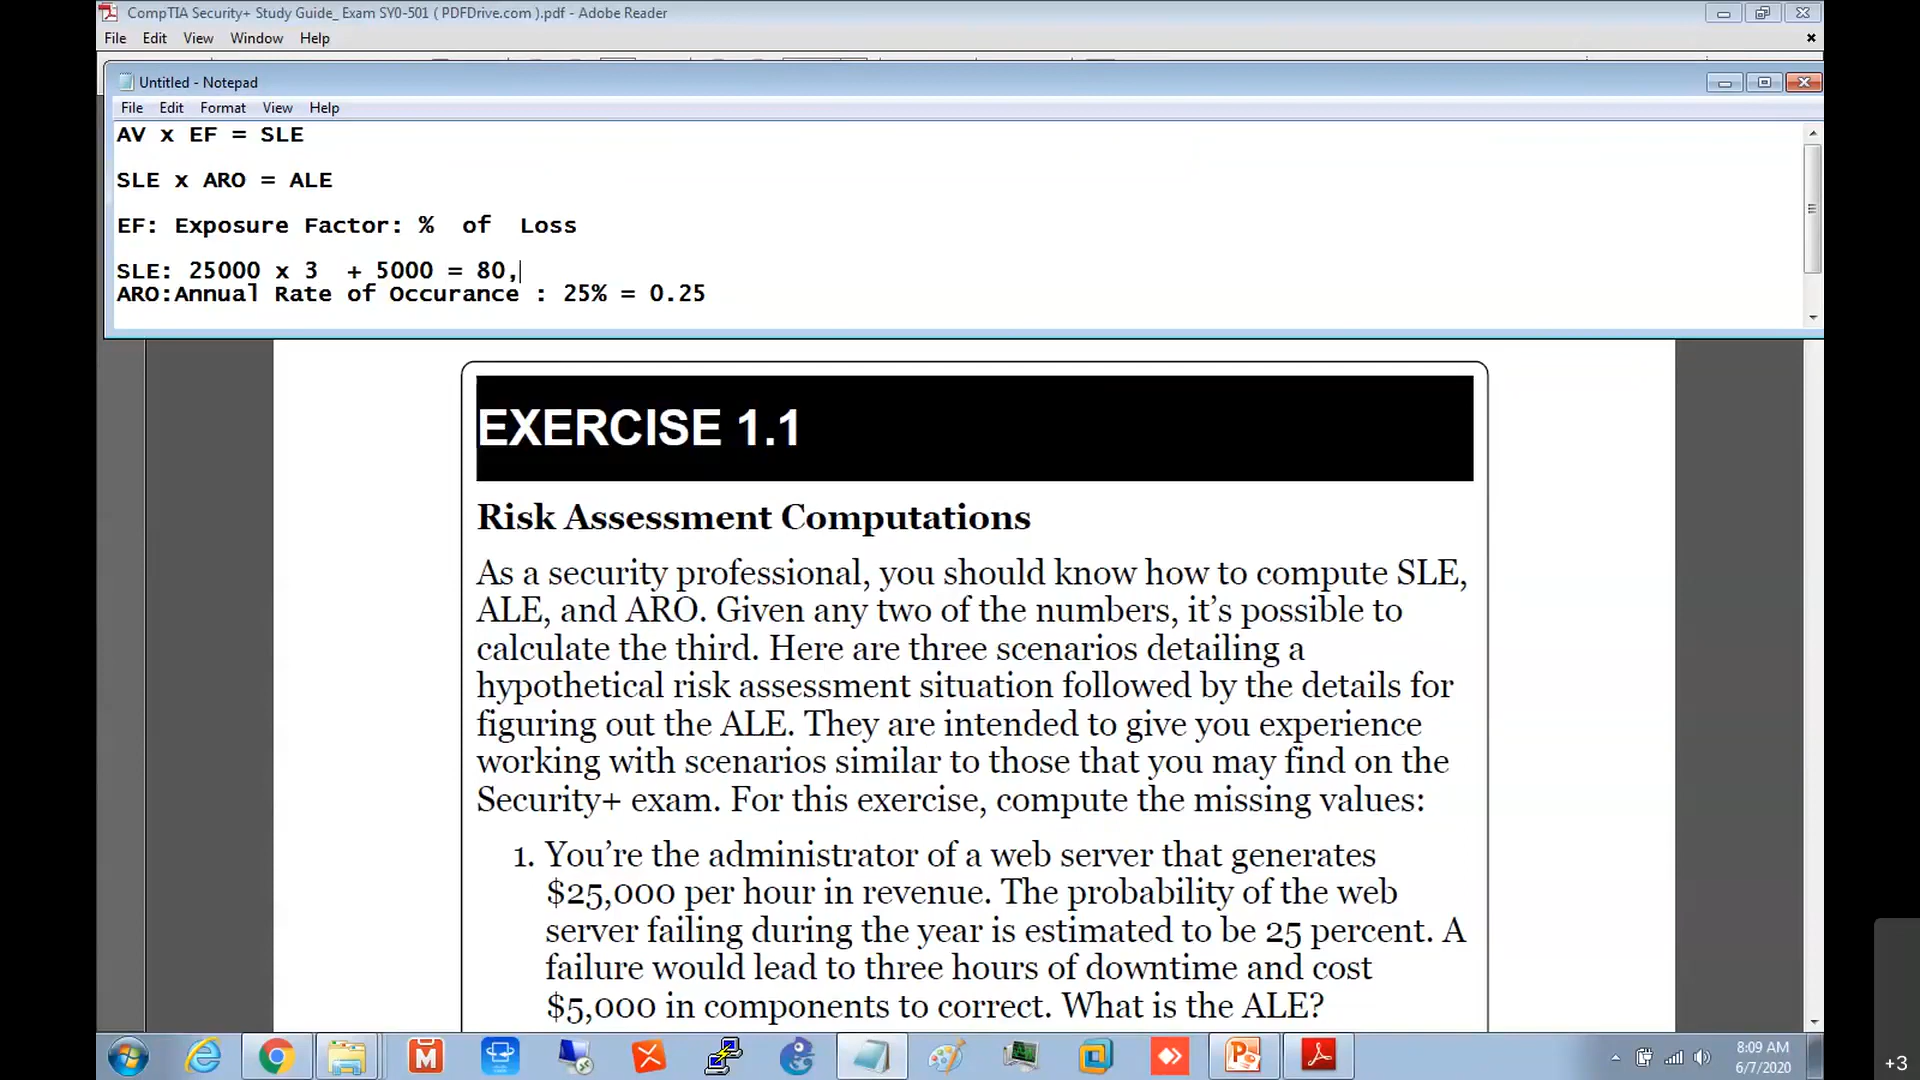 CompTIA Security+ Study Guide_ Exam SY0-501 ( PDFDrive.com ).pdf - Adobe Reader
File Edit View Window Help
Untitled - Notepad
File Edit Format View Help
AV x EF = SLE
SLE x ARO = ALE
EF: Exposure Factor: % of Loss
SLE: 25000 x 3 + 5000 = 80,
ARO:Annual Rate of Occurance : 25% = 0.25
EXERCISE 1.1
Risk Assessment Computations
As a security professional, you should know how to compute SLE,
ALE, and ARO. Given any two of the numbers, it’s possible to
calculate the third. Here are three scenarios detailing a
hypothetical risk assessment situation followed by the details for
figuring out the ALE. They are intended to give you experience
working with scenarios similar to those that you may find on the
Security+ exam. For this exercise, compute the missing values:
1. You’re the administrator of a web server that generates
$25,000 per hour in revenue. The probability of the web
server failing during the year is estimated to be 25 percent. A
failure would lead to three hours of downtime and cost
$5,000 in components to correct. What is the ALE?
8:09 AM
6/7/2020
+3